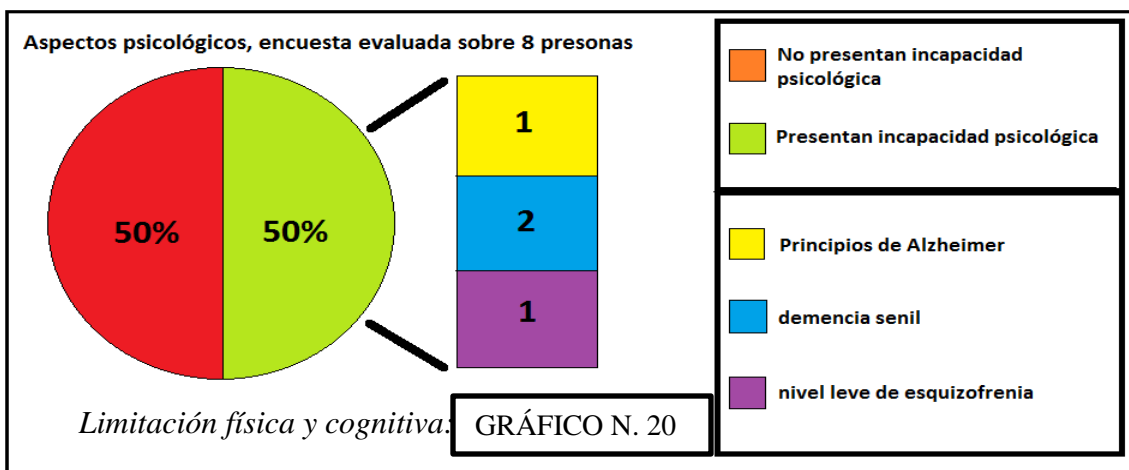 Aspectos psicológicos, encuesta evaluada sobre 8 presonas
50%
50%
1
2
1
No presentan incapacidad
psicológica
Presentan incapacidad psicológica
Principios de Alzheimer
demencia senil
nivel leve de esquizofrenia
Limitación física y cognitiva:
GRÁFICO N. 20